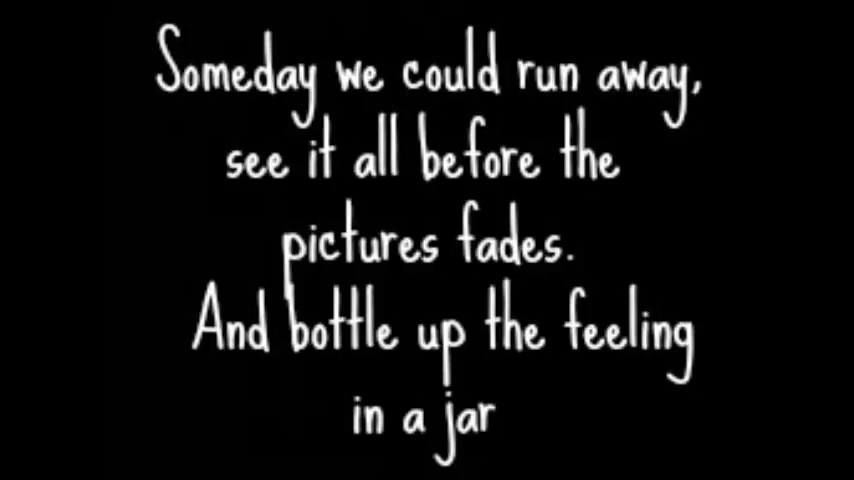 Someday we could run away,
see it all before the
pictures fades.
And bottle up the feeling
in a jar